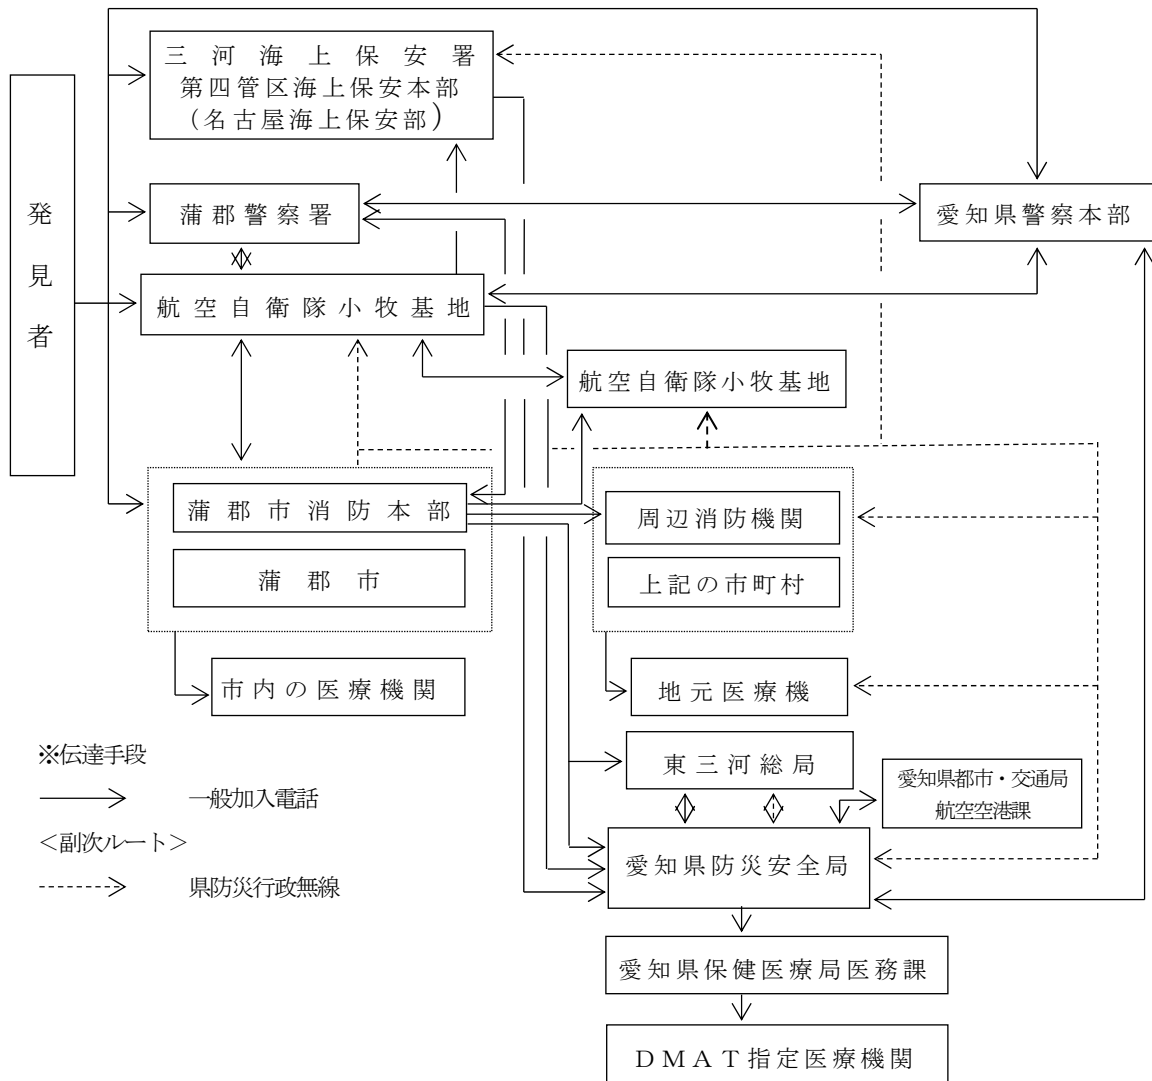 三河海上保安署
第四管区海上保安本部
(名古屋海上保安部)
発見者
蒲郡警察署
愛知県警察本部
航空自衛隊小牧基地
航空自衛隊小牧基地
蒲郡市消防本部
周辺消防機関
蒲郡市
上記の市町村
市内の医療機関
地元医療機
※伝達手段
一般加入電話
<副次ルート>
県防災行政無線
東三河総局
愛知県都市・交通局
航空空港課
愛知県防災安全局
愛知県保健医療局医務課
DMAT指定医療機関